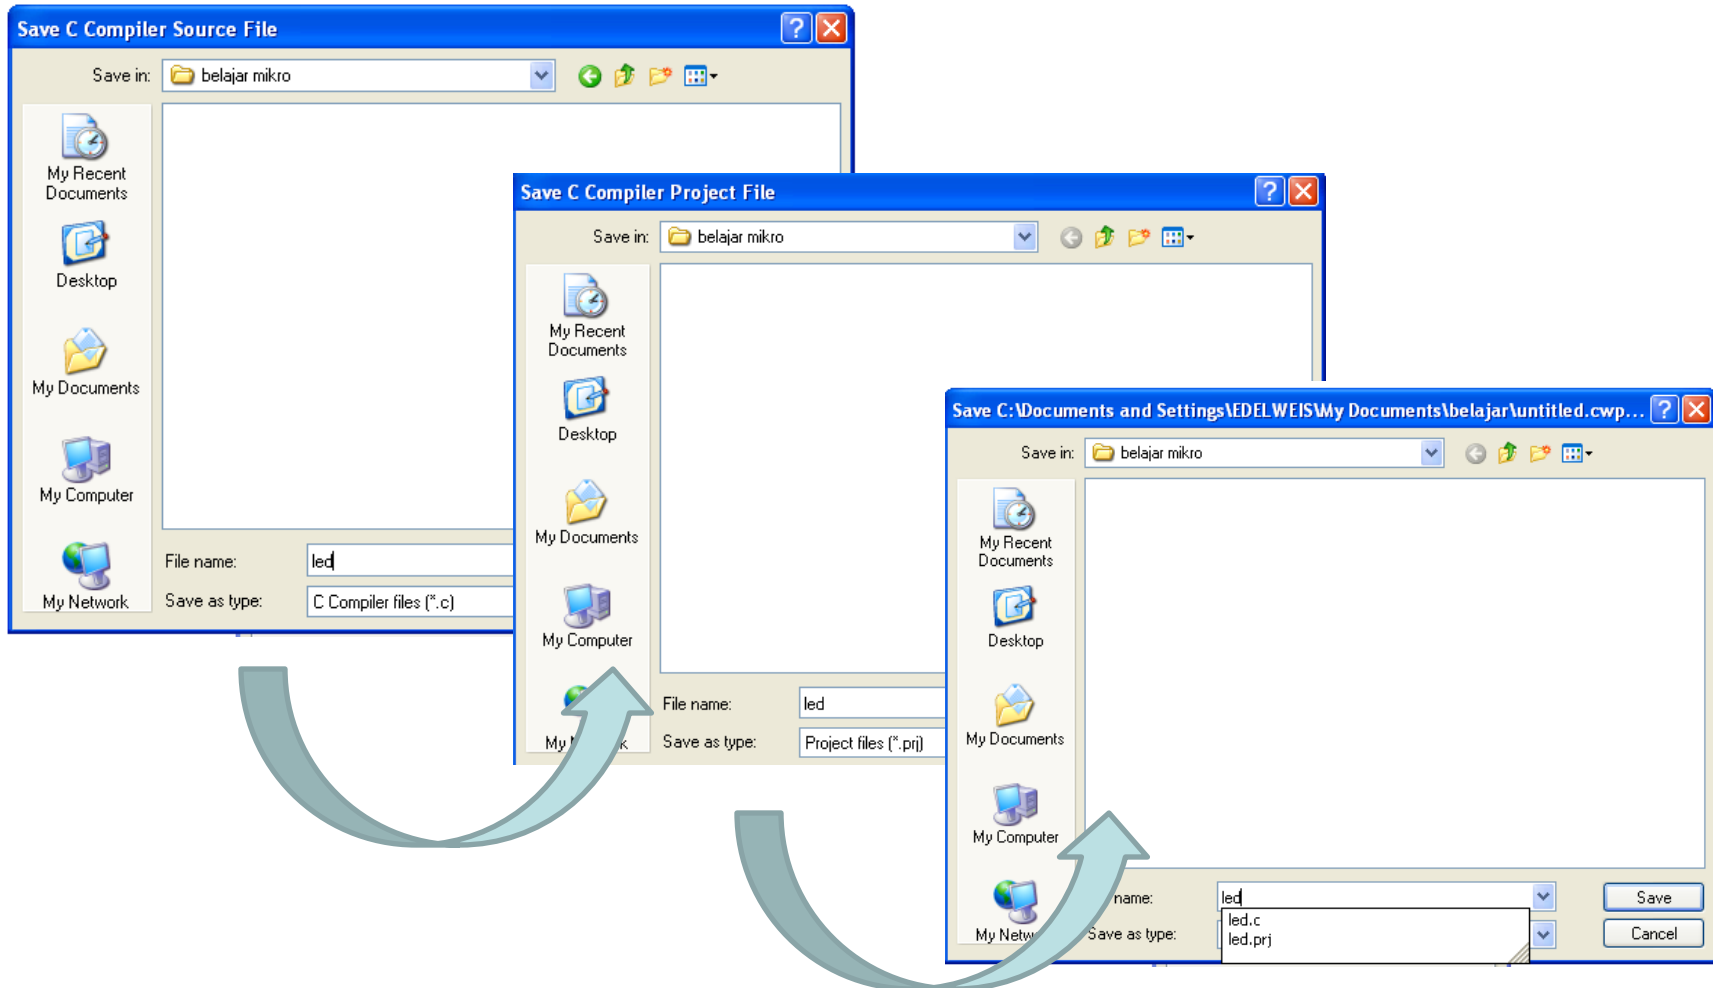 Save C Compiler Source File
Save in:
belajar mikro
My Recent
Documents
Desktop
My Documents
My Computer
My Network
File name:
led
Save as type:
C Compiler files (*.c)
Save C Compiler Project File
Save in:
belajar mikro
My Recent
Documents
Desktop
My Documents
My Computer
File name:
led
Save as type:
Project files (*.prj)
Save C:\Documents and Settings\EDELWEIS\My Documents\belajar\untitled.cwp...
Save in:
belajar mikro
My Recent
Documents
Desktop
My Documents
My Computer
My Netw
name:
led
Save
led.c
led.prj
Save as type:
Cancel